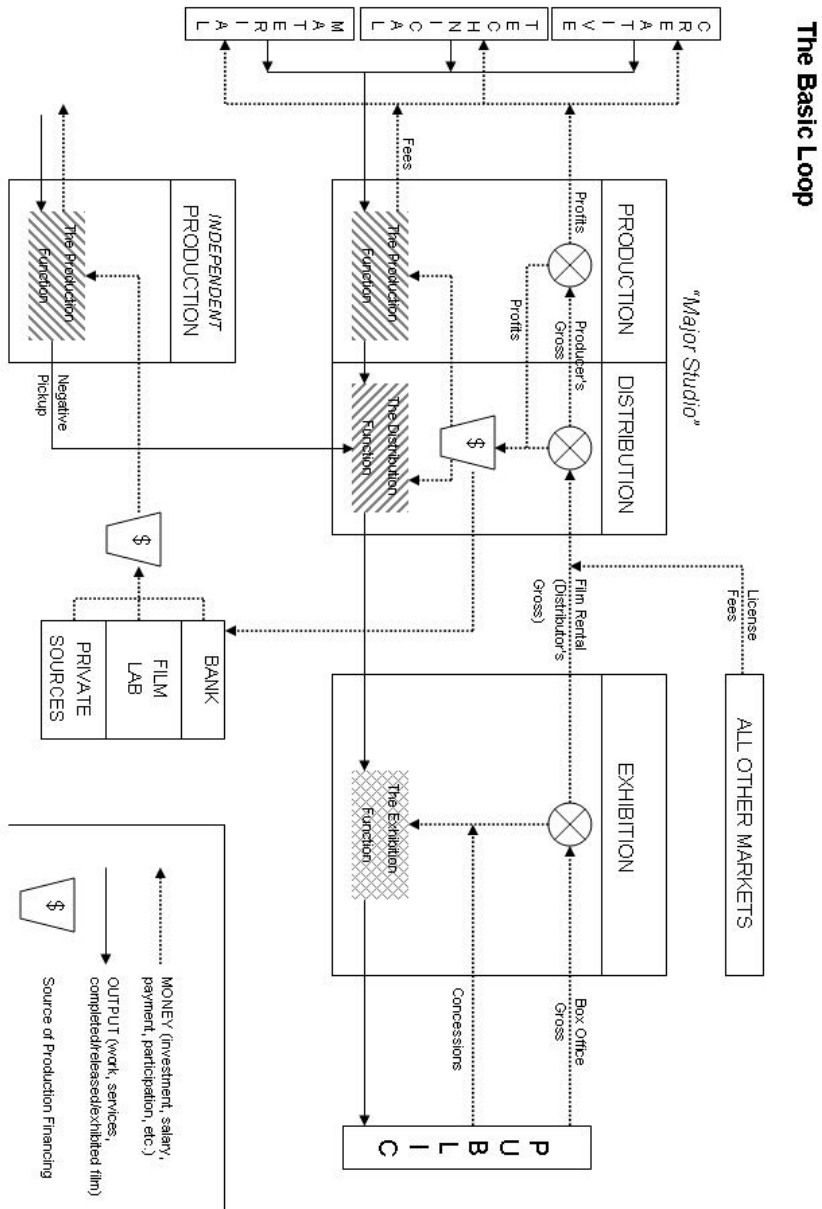 The Basic Loop
"Major Studio"
CREATIVE
TECHNICAL
MATERIAL
PRODUCTION
DISTRIBUTION
EXHIBITION
ALL OTHER MARKETS
License
Fees
Profits
Producer's
Gross
Profits
Film Rental
(Distributor's
Gross)
Box Office
Gross
Concessions
$
Fees
The Production
Function
The Distribution
Function
The Exhibition
Function
PUBLIC
INDEPENDENT
PRODUCTION
The Production
Function
Negative
Pickup
$
BANK
FILM
LAB
PRIVATE
SOURCES
MONEY (investment, salary,
payment, participation, etc.)
OUTPUT (work, services,
completed/released/exhibited film)
$
Source of Production Financing